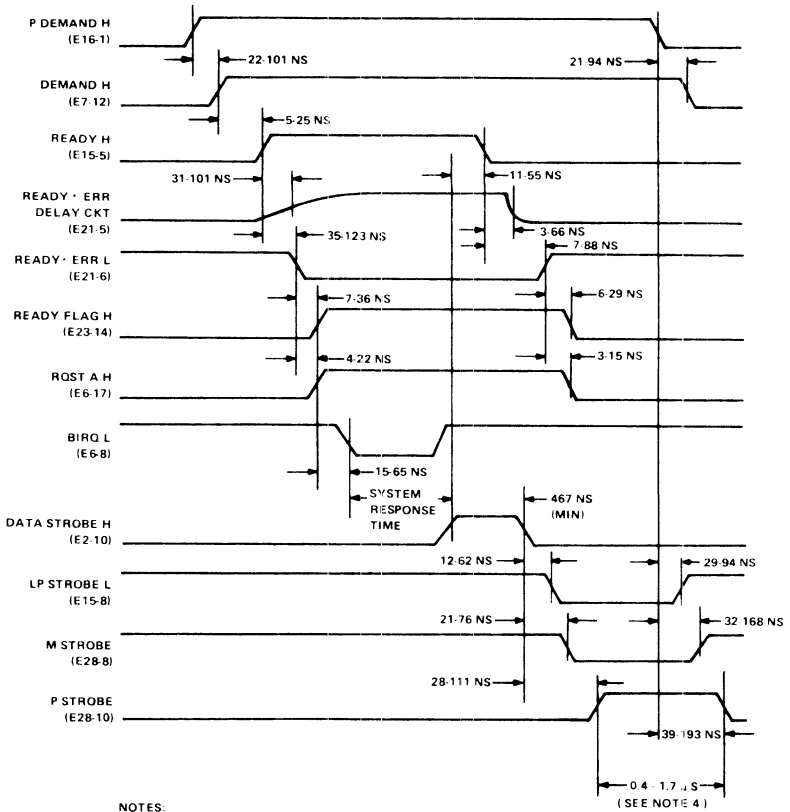 P DEMAND H
(E16-1)
22-101 NS
21-94 NS
DEMAND H
(E7-12)
5-25 NS
READY H
(E15-5)
31-101 NS
11-55 NS
READY · ERR
DELAY CKT
(E21-5)
3-66 NS
35-123 NS
7-88 NS
READY · ERR L
(E21-6)
7-36 NS
6-29 NS
READY FLAG H
(E23-14)
4-22 NS
3-15 NS
RQST A H
(E6-17)
BIRQ L
(E6-8)
15-65 NS
SYSTEM
RESPONSE
TIME
467 NS
(MIN)
DATA STROBE H
(E2-10)
12-62 NS
29-94 NS
LP STROBE L
(E15-8)
21-76 NS
32-168 NS
M STROBE
(E28-8)
28-111 NS
P STROBE
(E28-10)
39-193 NS
0.4 - 1.7 µS
(SEE NOTE 4)
NOTES: